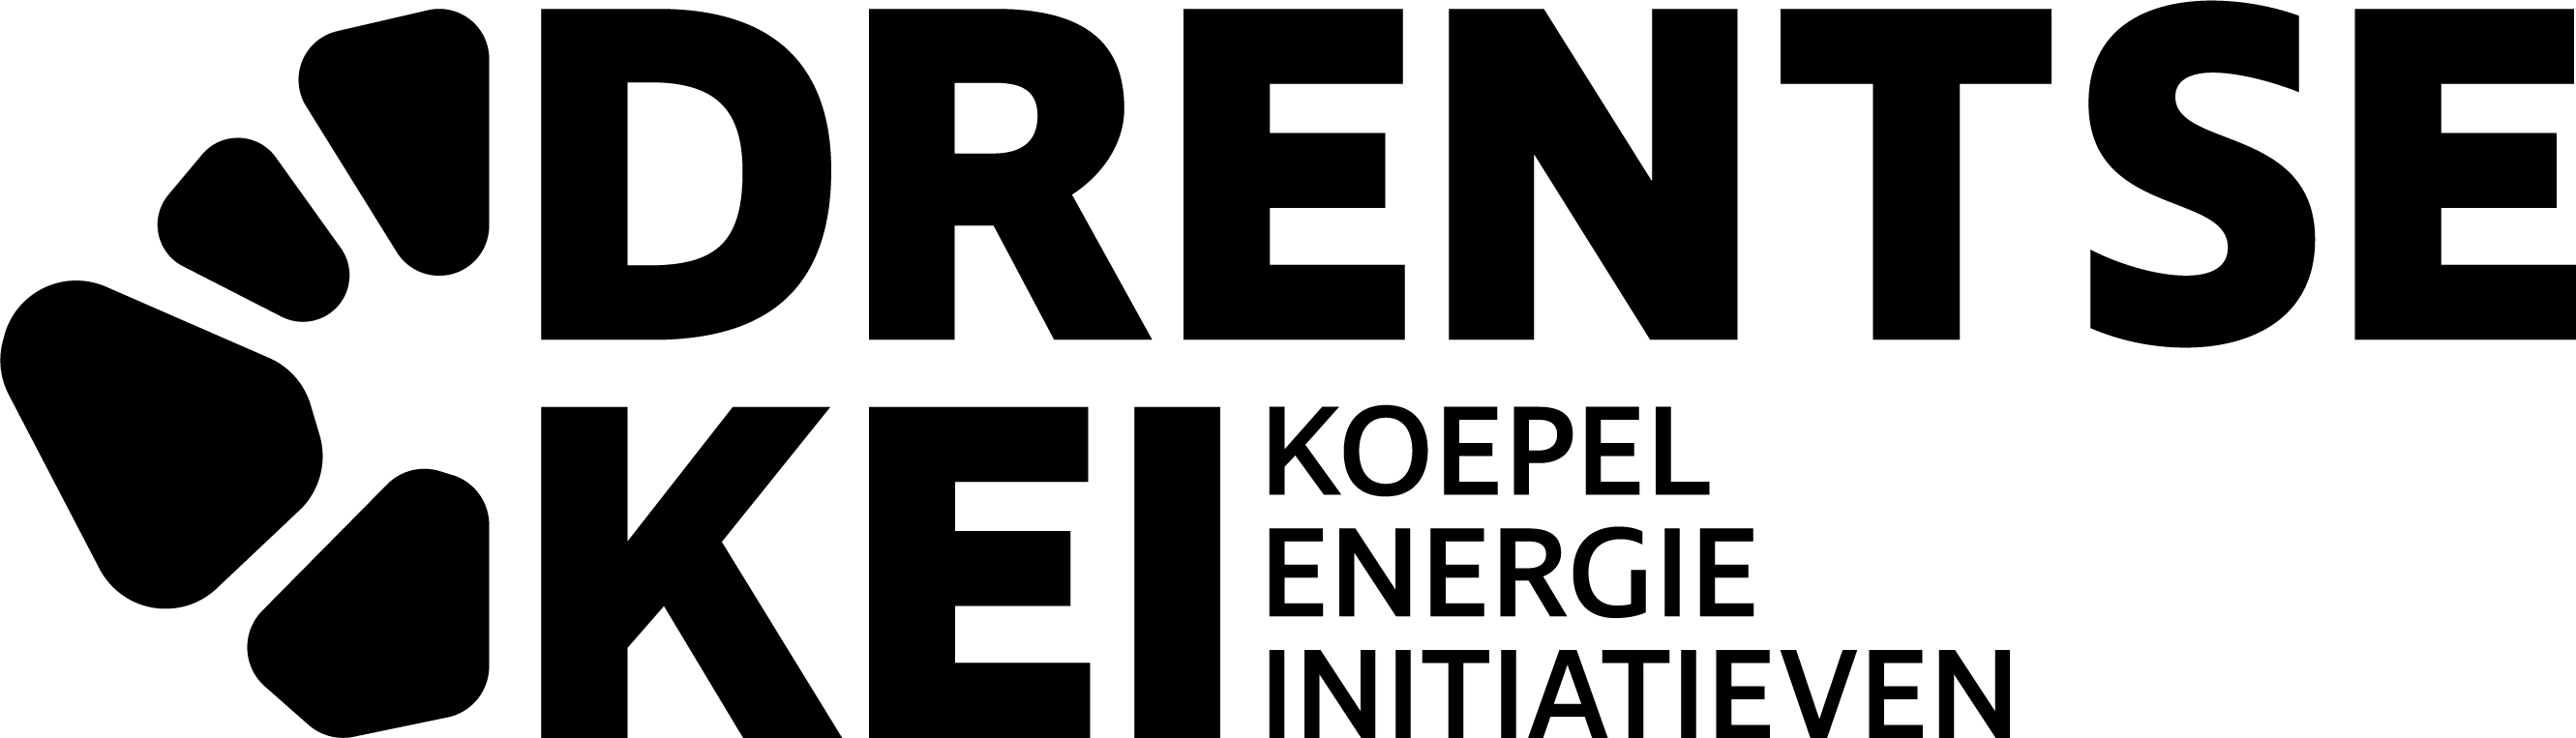 DRENTSE
KEI
KOEPEL
ENERGIE
INITIATIEVEN